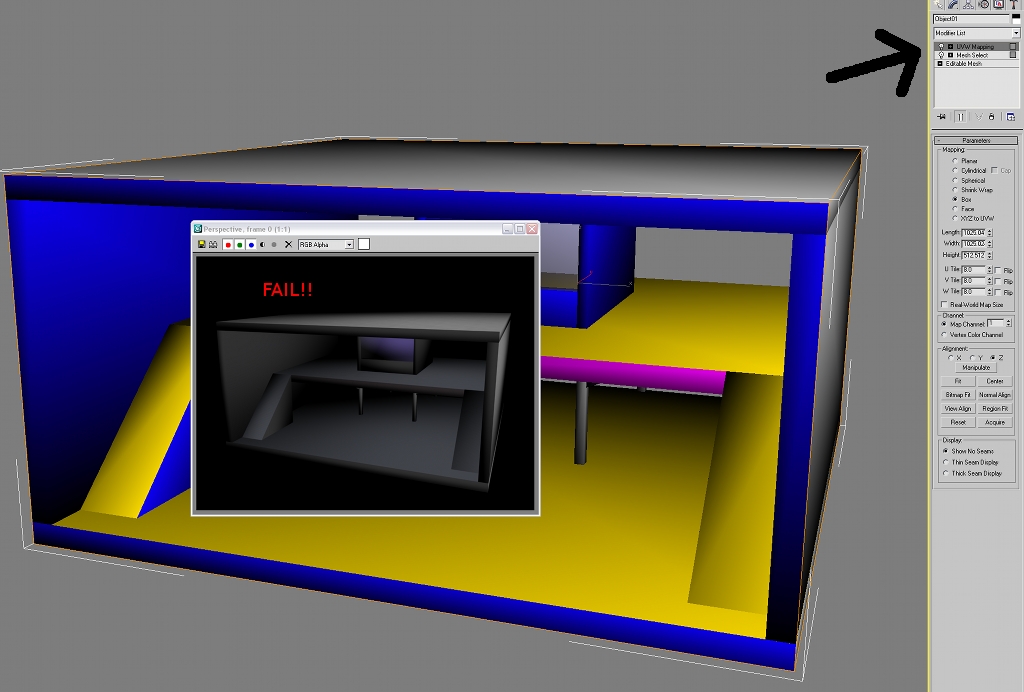 Object01
Modifier List
UVW Mapping
Mesh Select
Editable Mesh
Parameters
Mapping:
Planar
Cylindrical Cap
Spherical
Shrink Wrap
Box
Face
XYZ to UVW
Length: 1025.04
Width: 1025.03
Height: 512.512
U Tile: 8.0 Flip
V Tile: 8.0 Flip
W Tile: 8.0 Flip
Real-World Map Size
Channel:
Map Channel: 1
Vertex Color Channel
Alignment:
X Y Z
Manipulate
Fit Center
Bitmap Fit Normal Align
View Align Region Fit
Reset Acquire
Display:
Show No Seams
Thin Seam Display
Thick Seam Display
Perspective, frame 0 (1:1)
RGB Alpha
FAIL!!